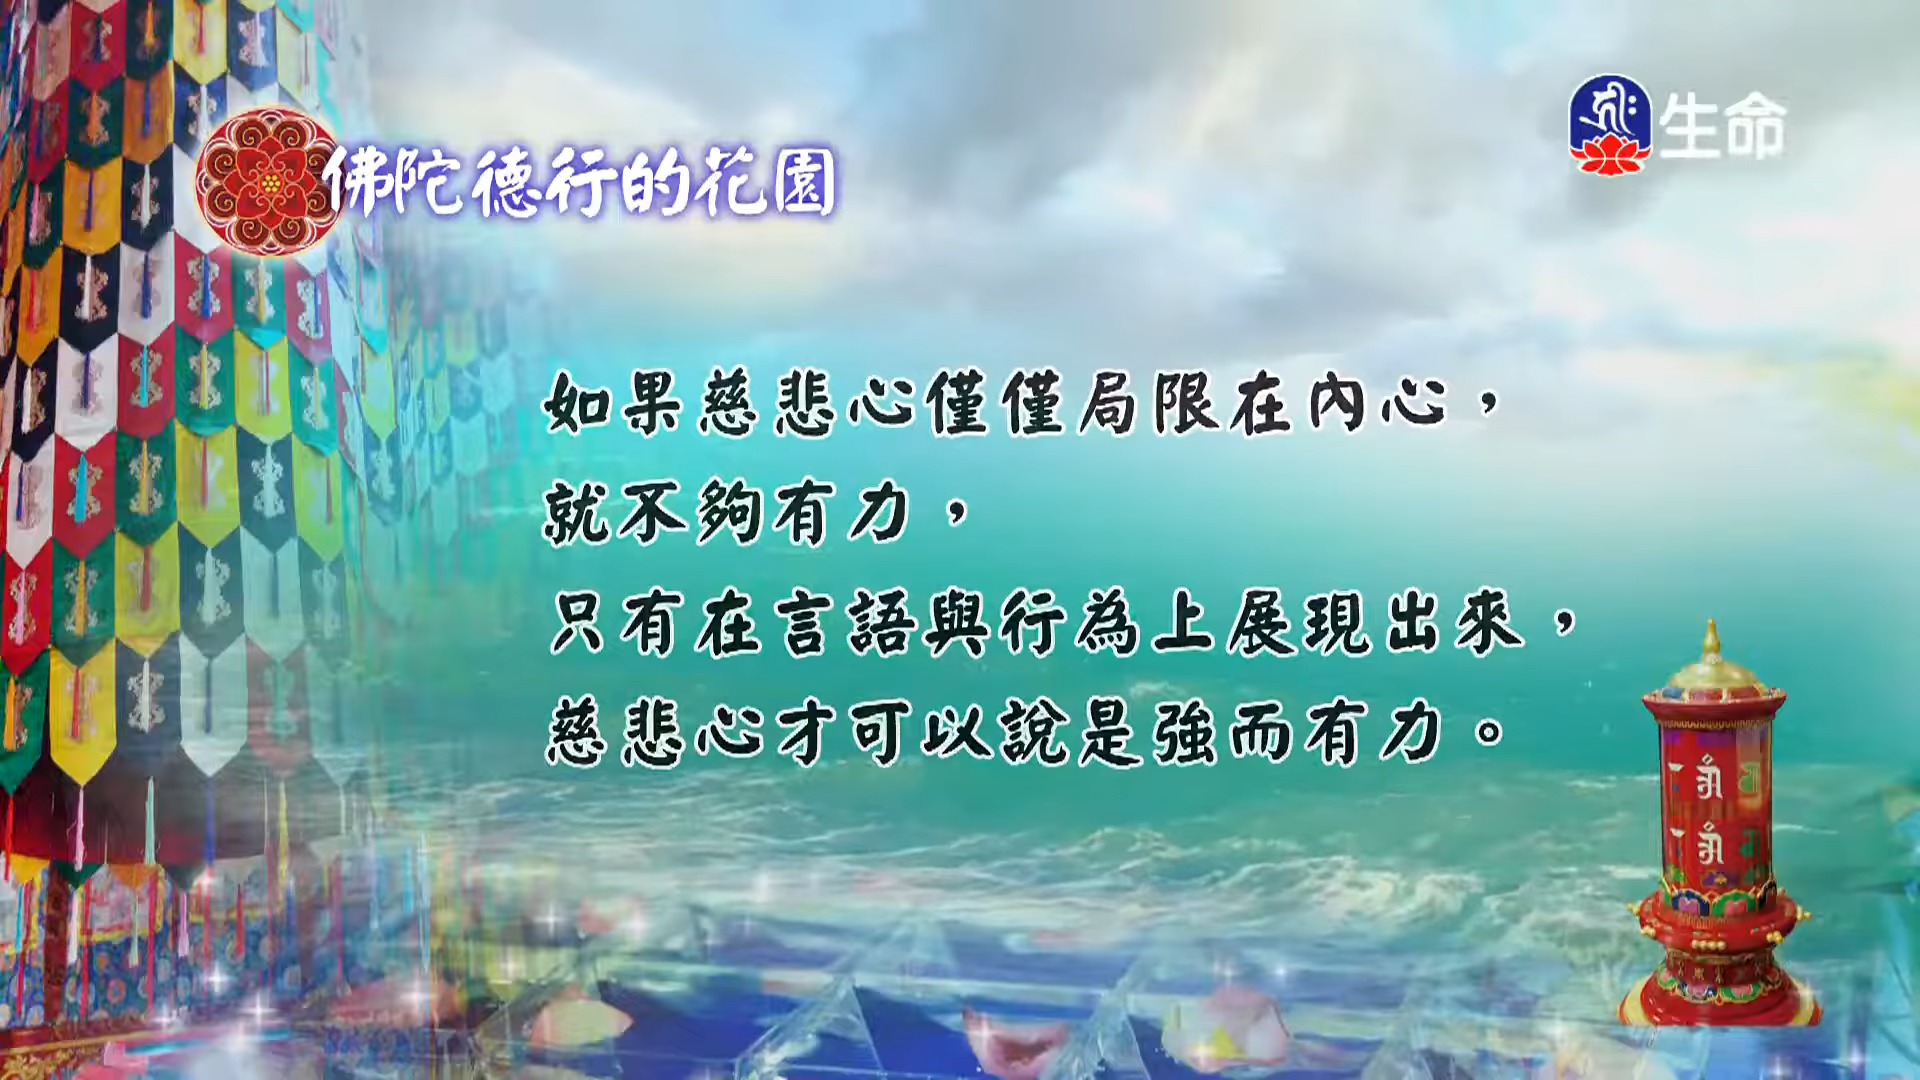 佛陀德行的花園
生命
如果慈悲心僅僅局限在內心，
就不夠有力，
只有在言語與行為上展現出來，
慈悲心才可以說是強而有力。